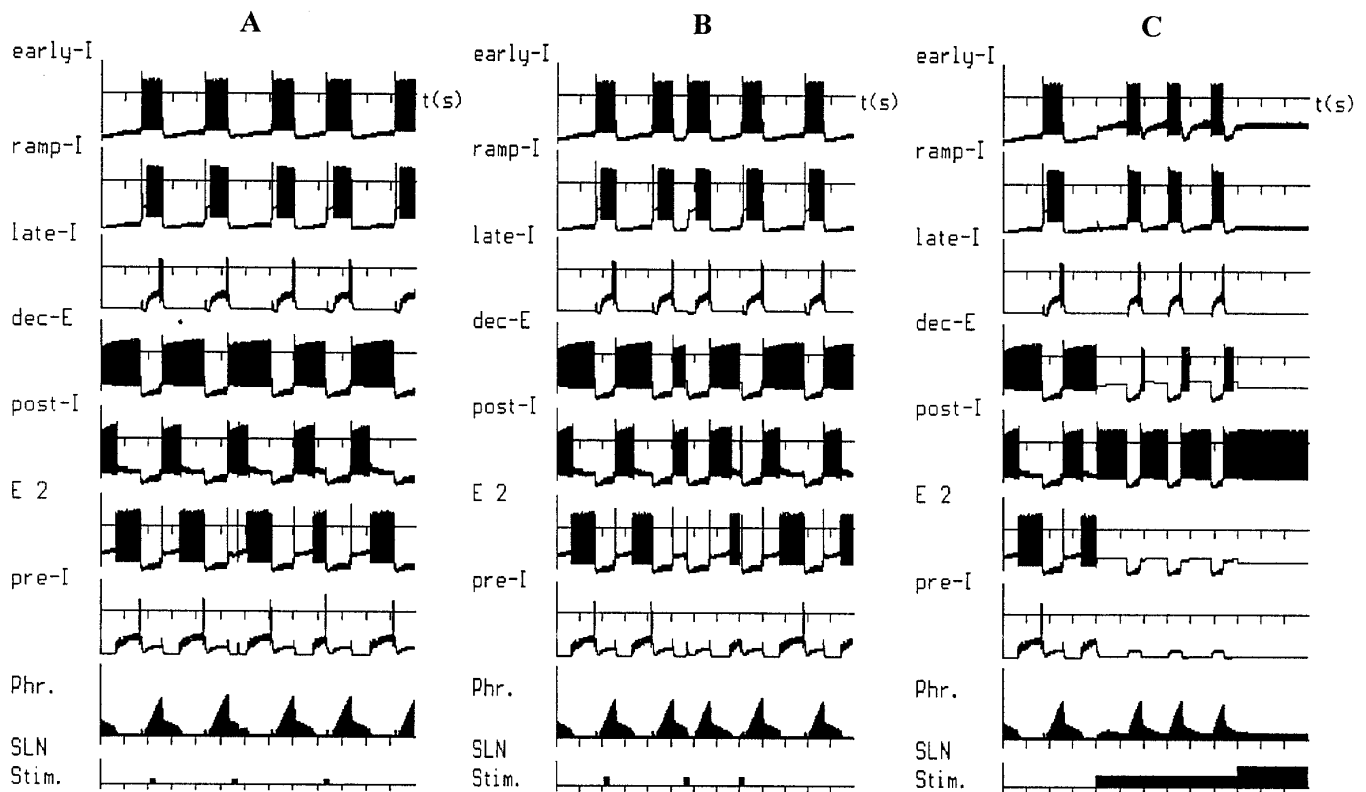 A
early-I
t(s)
ramp-I
late-I
dec-E
post-I
E 2
pre-I
Phr.
SLN
Stim.
B
early-I
t(s)
ramp-I
late-I
dec-E
post-I
E 2
pre-I
Phr.
SLN
Stim.
C
early-I
t(s)
ramp-I
late-I
dec-E
post-I
E 2
pre-I
Phr.
SLN
Stim.